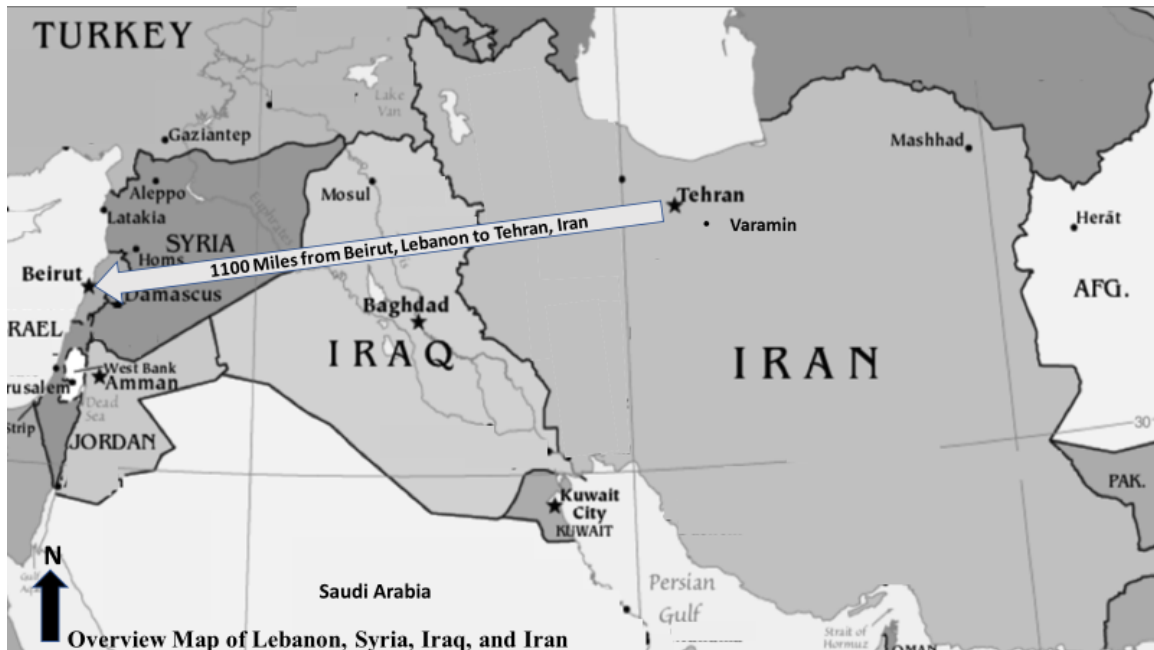 TURKEY
Lake
Van
Gaziantep
Mashhad
Aleppo
Mosul
Tehran
Latakia
Euphrates
Varamin
Herāt
SYRIA
1100 Miles from Beirut, Lebanon to Tehran, Iran
Homs
Beirut
Damascus
AFG.
Baghdad
RAEL
IRAQ
IRAN
West Bank
Amman
rusalem
Dead
Sea
Strip
30°
JORDAN
PAK.
Kuwait
City
KUWAIT
N
Persian
Gulf
Saudi Arabia
Strait of
Hormuz
OMAN
Overview Map of Lebanon, Syria, Iraq, and Iran